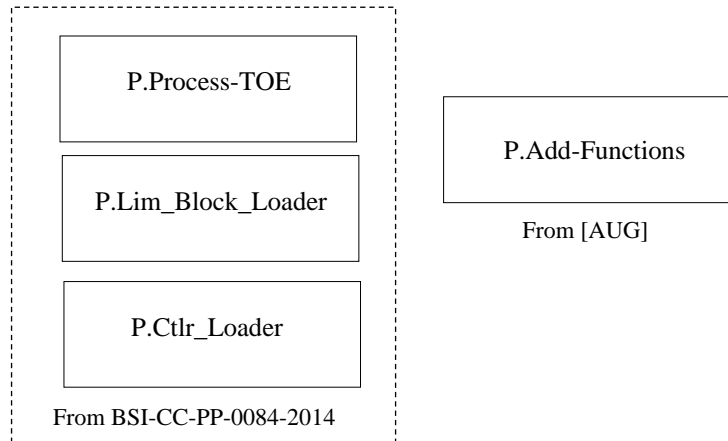 P.Process-TOE
P.Lim_Block_Loader
P.Ctlr_Loader
From BSI-CC-PP-0084-2014
P.Add-Functions
From [AUG]